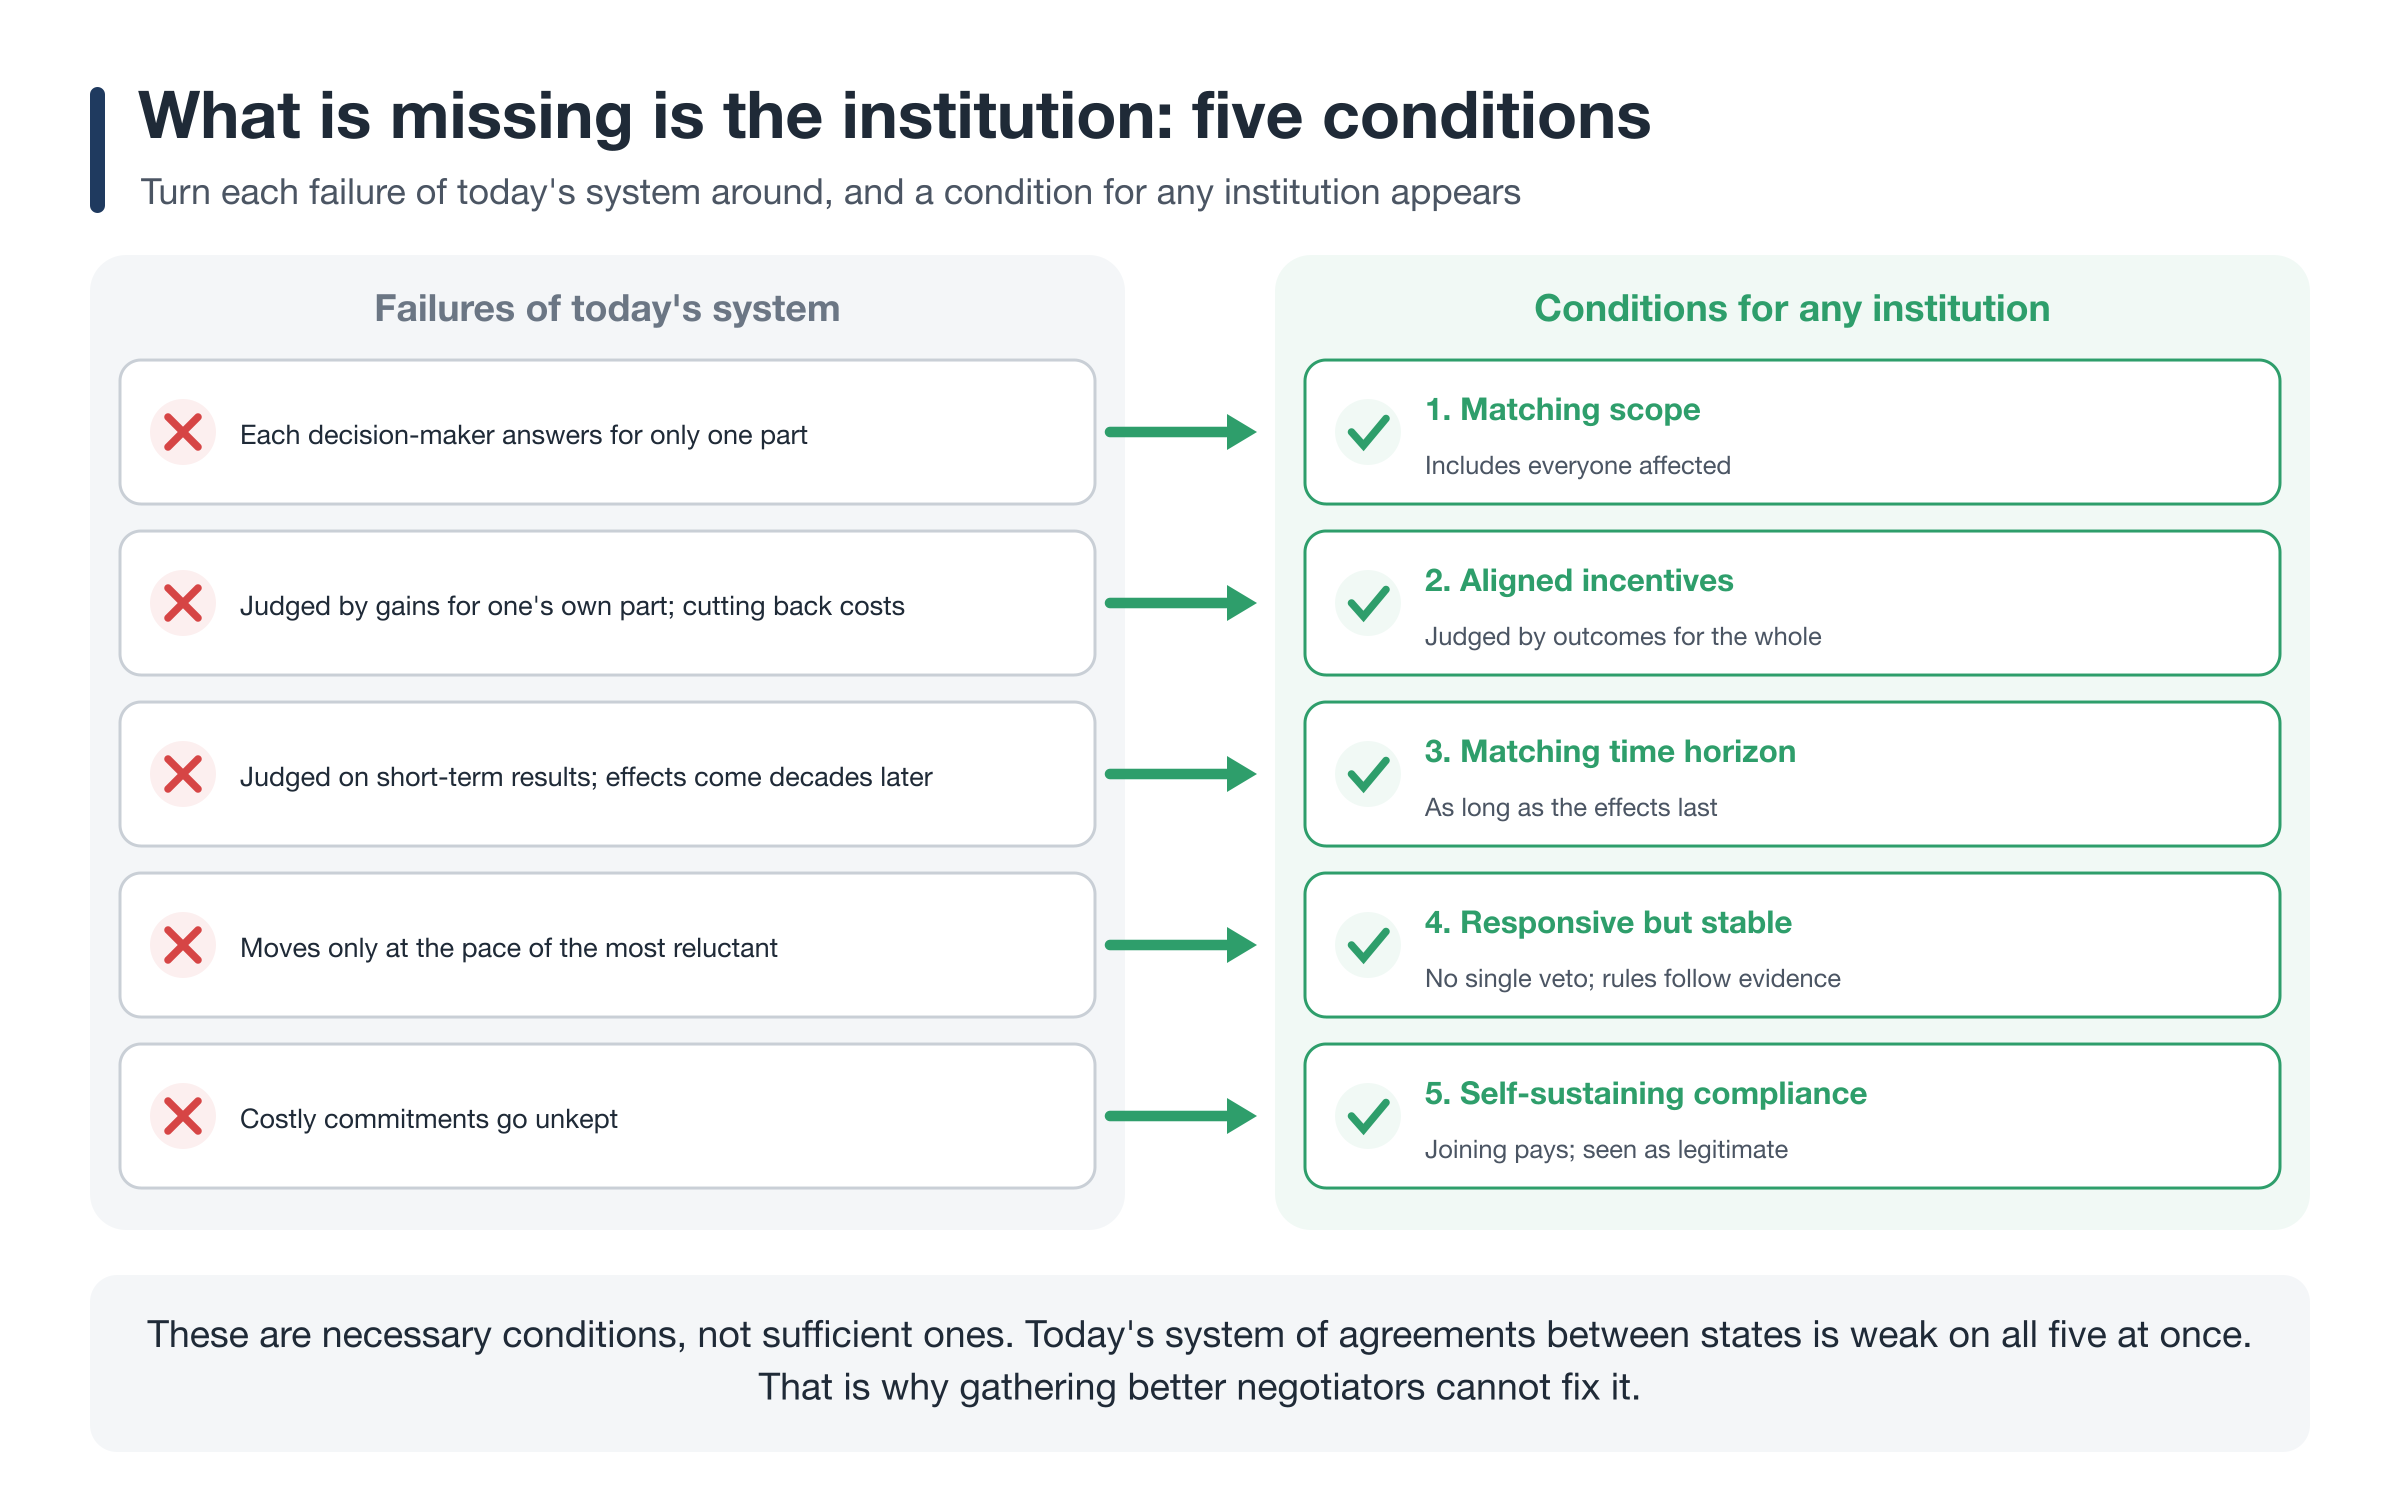 What is missing is the institution: five conditions
Turn each failure of today's system around, and a condition for any institution appears
Failures of today's system
Each decision-maker answers for only one part
Judged by gains for one's own part; cutting back costs
Judged on short-term results; effects come decades later
Moves only at the pace of the most reluctant
Costly commitments go unkept
Conditions for any institution
1. Matching scope
Includes everyone affected
2. Aligned incentives
Judged by outcomes for the whole
3. Matching time horizon
As long as the effects last
4. Responsive but stable
No single veto; rules follow evidence
5. Self-sustaining compliance
Joining pays; seen as legitimate
These are necessary conditions, not sufficient ones. Today's system of agreements between states is weak on all five at once.
That is why gathering better negotiators cannot fix it.